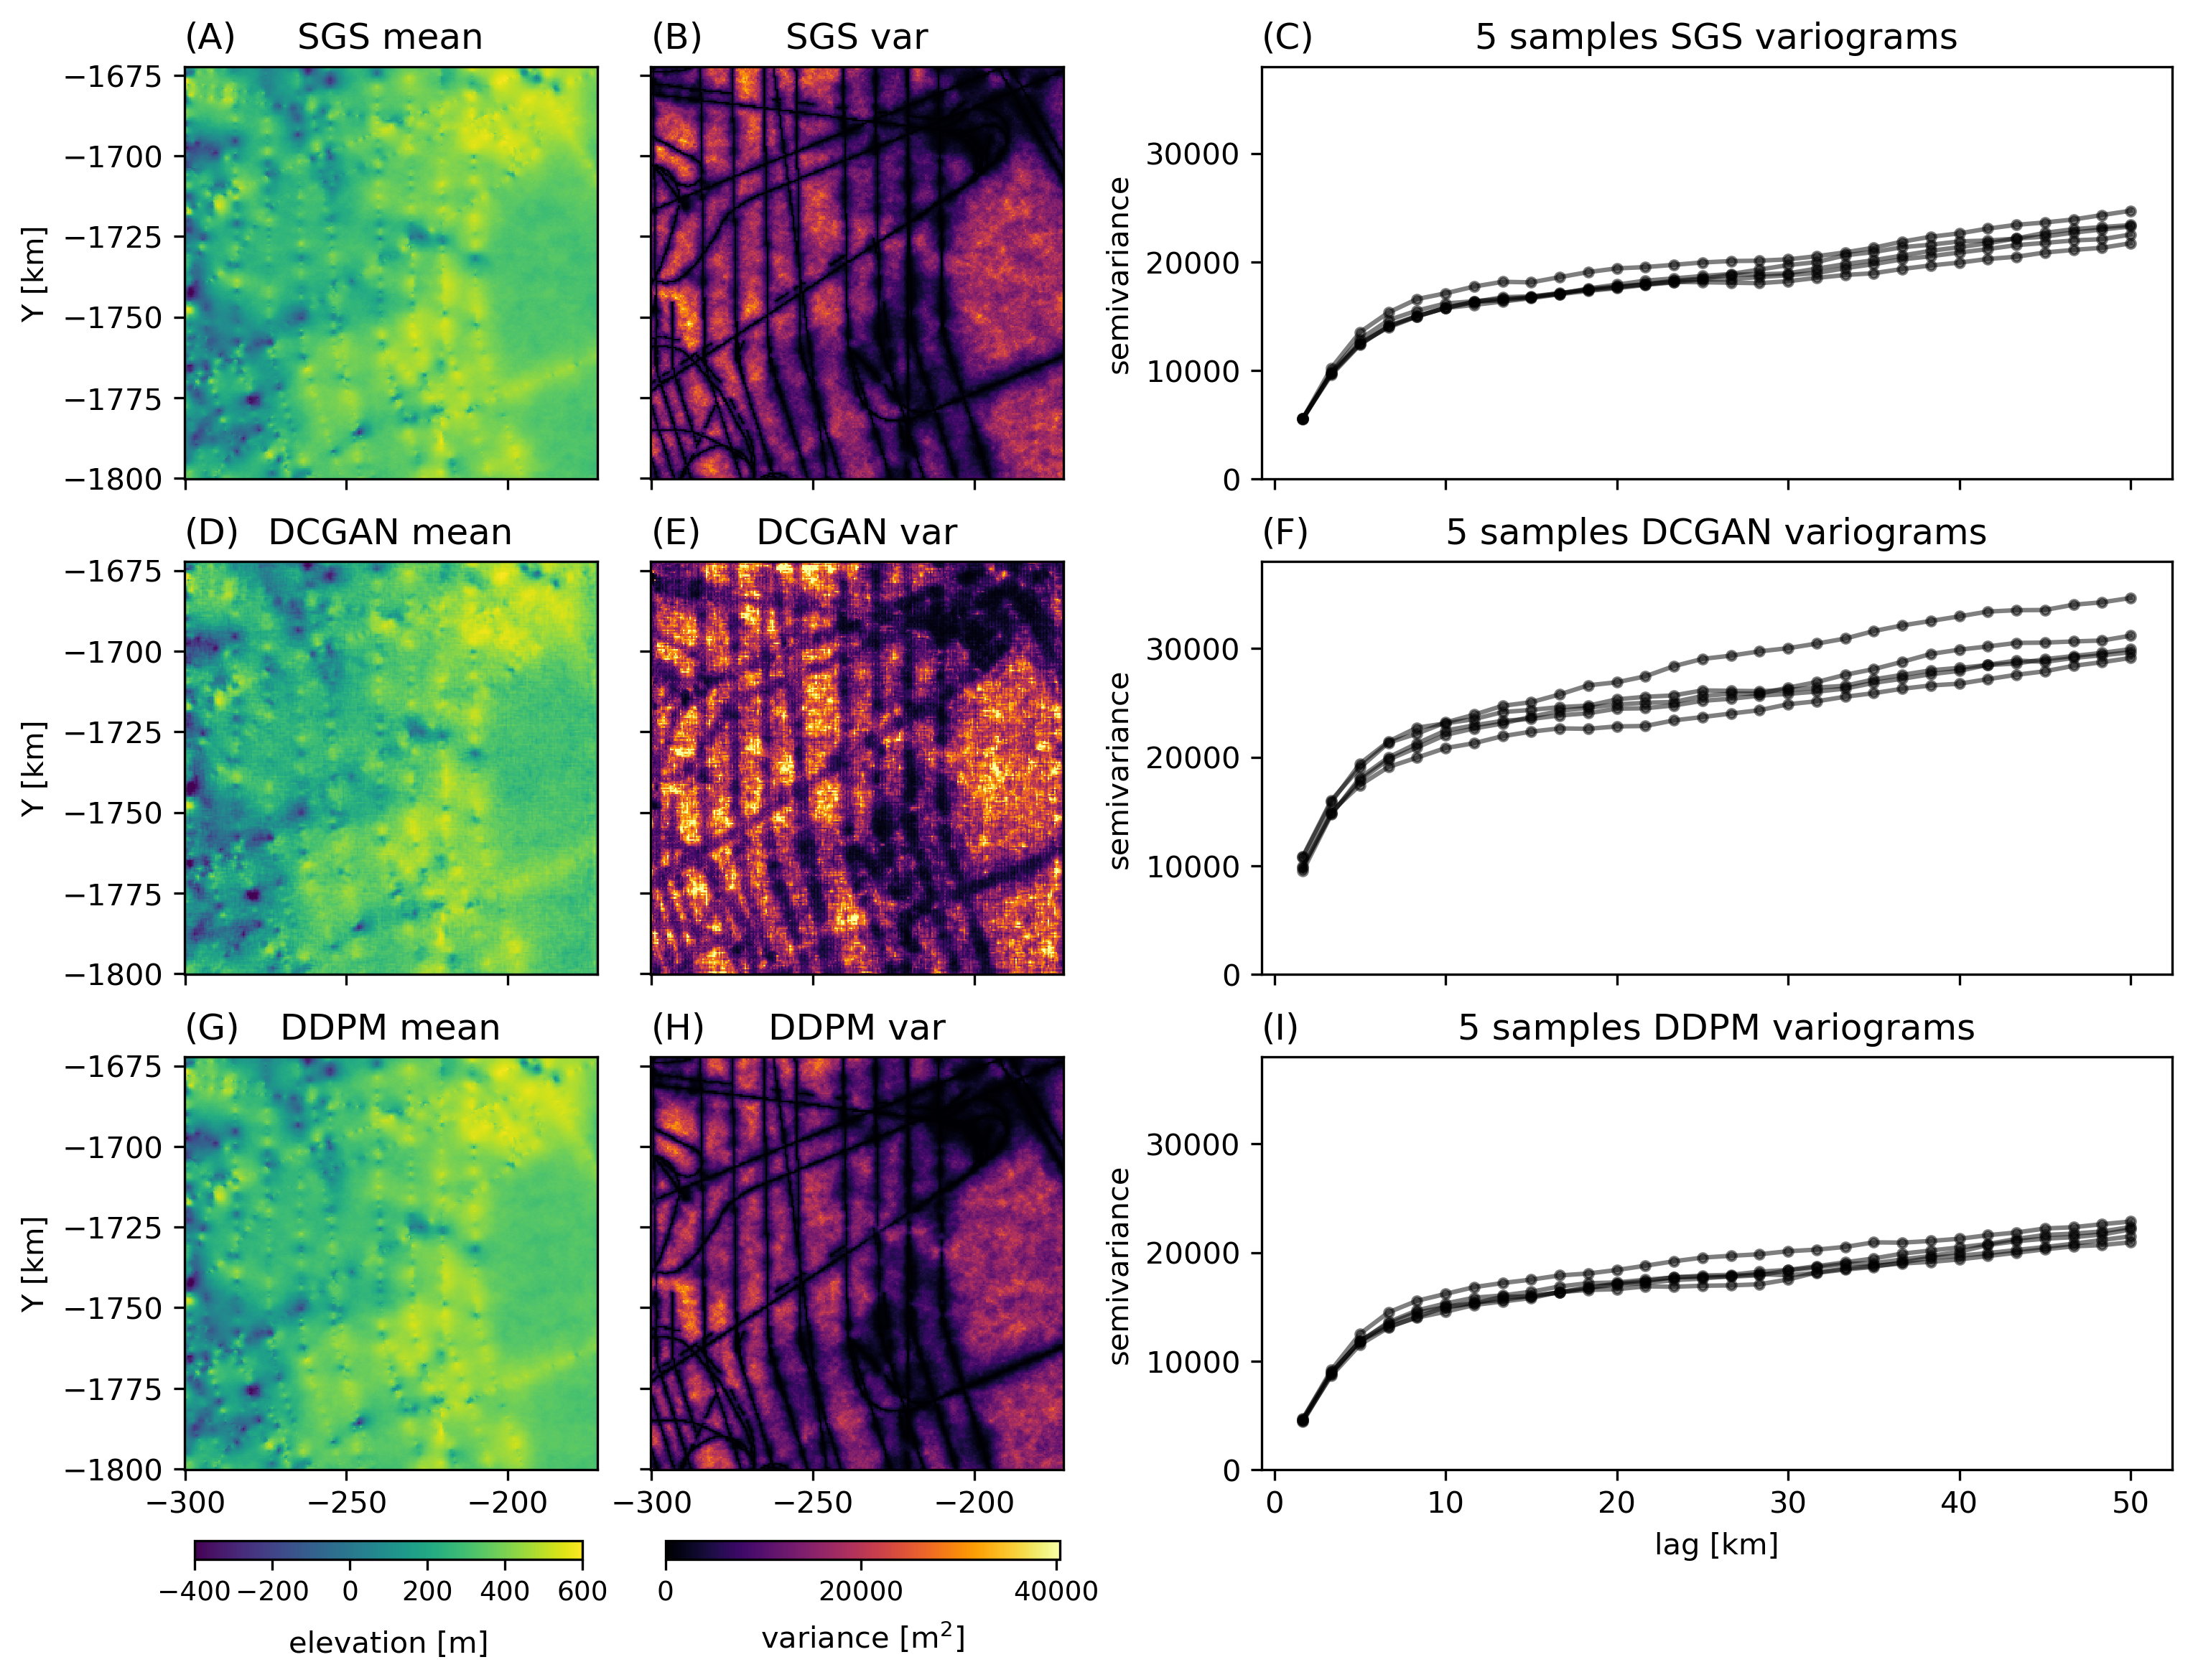 (A) SGS mean
(B) SGS var
(C) 5 samples SGS variograms
−1675
−1700
−1725
−1750
−1775
−1800
Y [km]
30000
20000
10000
0
semivariance
(D) DCGAN mean
(E) DCGAN var
(F) 5 samples DCGAN variograms
−1675
−1700
−1725
−1750
−1775
−1800
Y [km]
30000
20000
10000
0
semivariance
(G) DDPM mean
(H) DDPM var
(I) 5 samples DDPM variograms
−1675
−1700
−1725
−1750
−1775
−1800
Y [km]
30000
20000
10000
0
semivariance
−300 −250 −200
−300 −250 −200
0 10 20 30 40 50
lag [km]
−400 −200 0 200 400 600
elevation [m]
0 20000 40000
variance [m²]